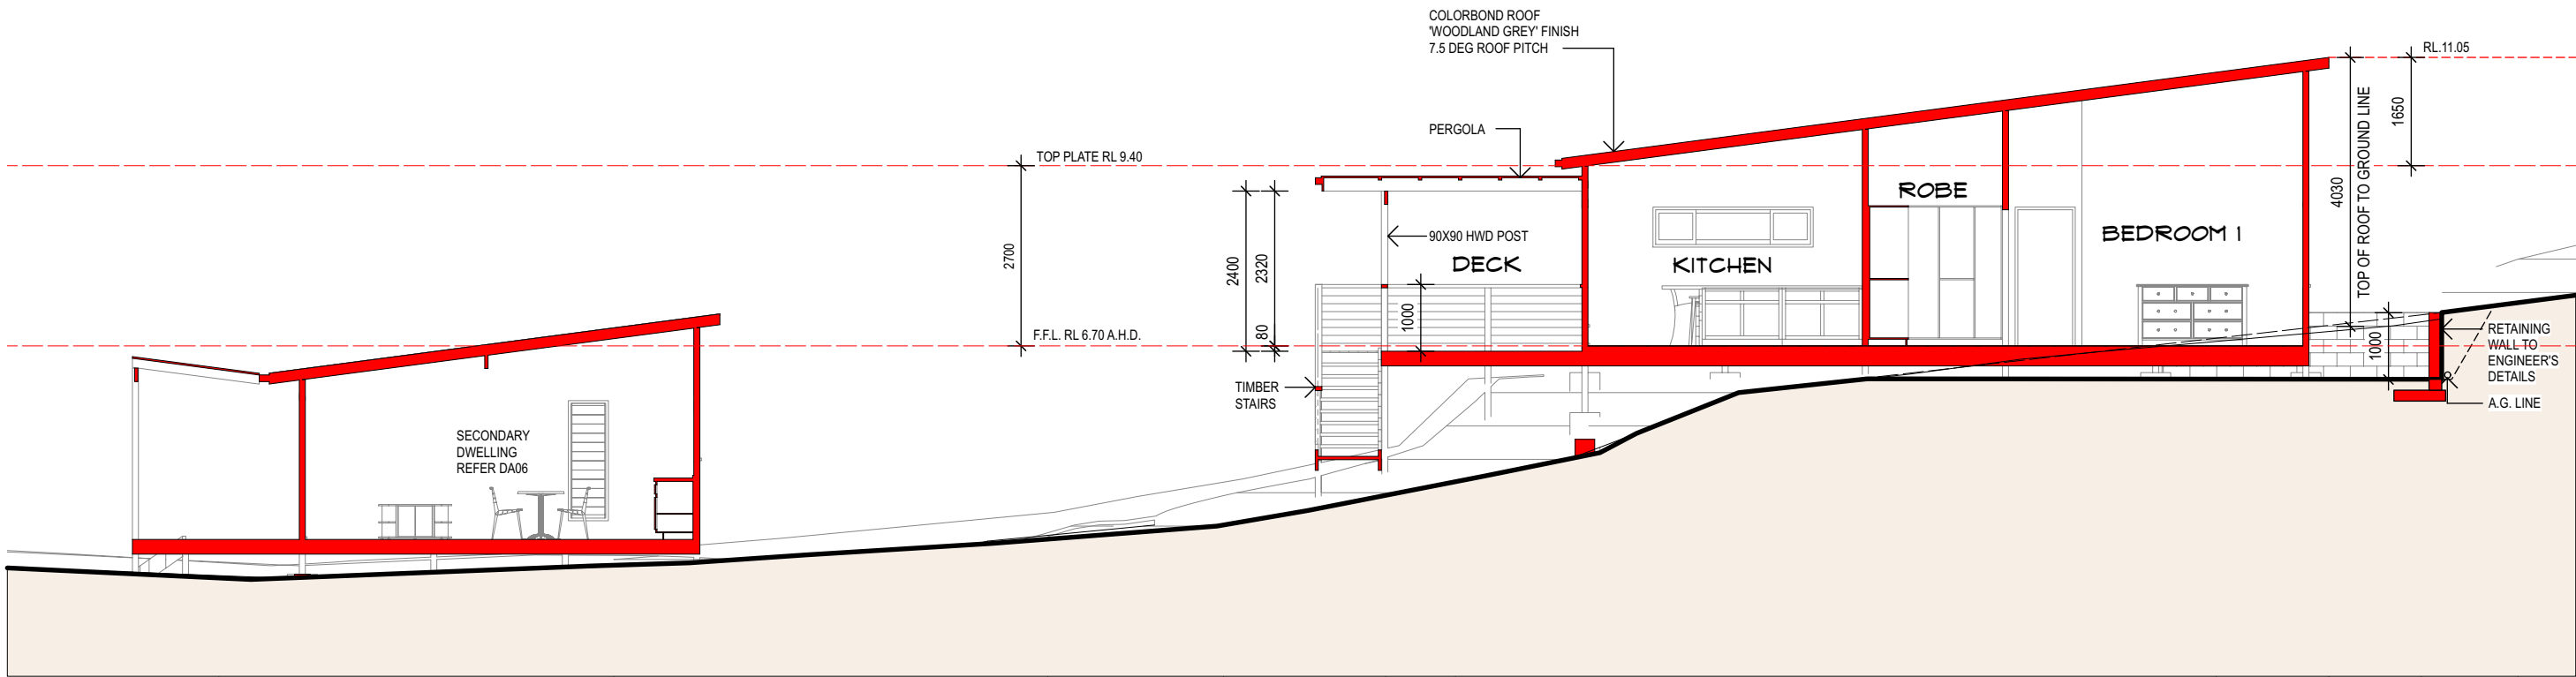 COLORBOND ROOF
'WOODLAND GREY' FINISH
7.5 DEG ROOF PITCH
RL.11.05
1650
4030
TOP OF ROOF TO GROUND LINE
PERGOLA
TOP PLATE RL 9.40
2700
F.F.L. RL 6.70 A.H.D.
2400
2320
80
1000
90X90 HWD POST
DECK
KITCHEN
ROBE
BEDROOM 1
TIMBER
STAIRS
1000
RETAINING
WALL TO
ENGINEER'S
DETAILS
A.G. LINE
SECONDARY
DWELLING
REFER DA06